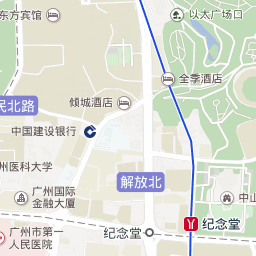 东方宾馆
以太广场口
全季酒店
民北路
倾城酒店
中国建设银行
州医科大学
解放北
广州国际
金融大厦
中山
纪念堂
广州市第一
人民医院
纪念堂